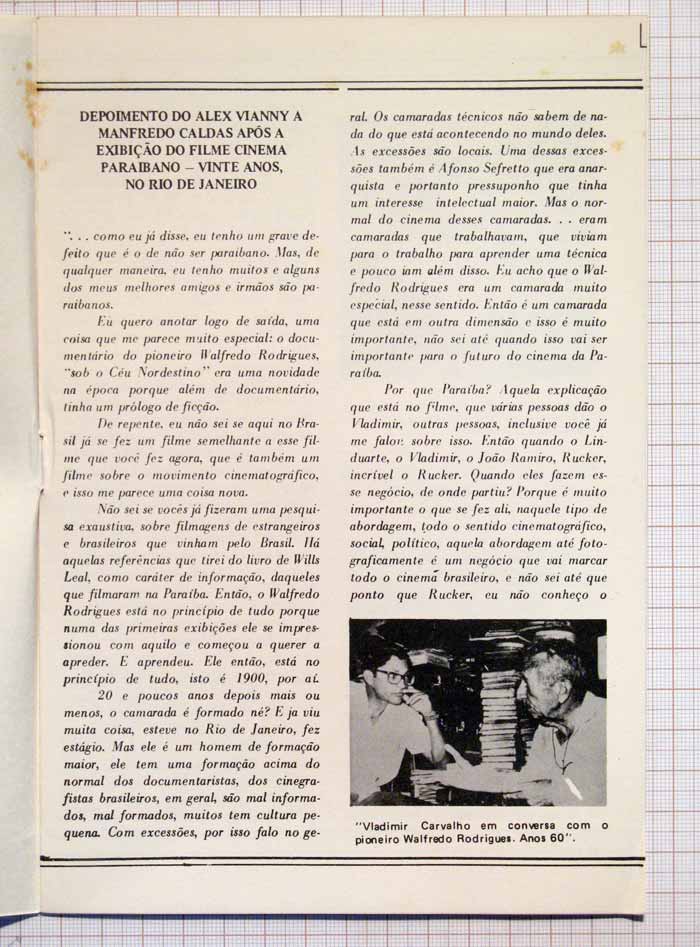 L
DEPOIMENTO DO ALEX VIANNY A
MANFREDO CALDAS APÓS A
EXIBIÇÃO DO FILME CINEMA
PARAIBANO – VINTE ANOS,
NO RIO DE JANEIRO
". . . como eu já disse, eu tenho um grave de-
feito que é o de não ser paraibano. Mas, de
qualquer maneira, eu tenho muitos e alguns
dos meus melhores amigos e irmãos são pa-
raibanos.
Eu quero anotar logo de saída, uma
coisa que me parece muito especial: o docu-
mentário do pioneiro Walfredo Rodrigues,
"sob o Céu Nordestino" era uma novidade
na época porque além de documentário,
tinha um prólogo de ficção.
De repente, eu não sei se aqui no Bra-
sil já se fez um filme semelhante a esse fil-
me que você fez agora, que é também um
filme sobre o movimento cinematográfico,
e isso me parece uma coisa nova.
Não sei se vocês já fizeram uma pesqui-
sa exaustiva, sobre filmagens de estrangeiros
e brasileiros que vinham pelo Brasil. Há
aquelas referências que tirei do livro de Wills
Leal, como caráter de informação, daqueles
que filmaram na Paraíba. Então, o Walfredo
Rodrigues está no princípio de tudo porque
numa das primeiras exibições ele se impres-
sionou com aquilo e começou a querer a
apreder. E aprendeu. Ele então, está no
princípio de tudo, isto é 1900, por aí.
20 e poucos anos depois mais ou
menos, o camarada é formado né? E ja viu
muita coisa, esteve no Rio de Janeiro, fez
estágio. Mas ele é um homem de formação
maior, ele tem uma formação acima do
normal dos documentaristas, dos cinegra-
fistas brasileiros, em geral, são mal informa-
dos, mal formados, muitos tem cultura pe-
quena. Com excessões, por isso falo no ge-
ral. Os camaradas técnicos não sabem de na-
da do que está acontecendo no mundo deles.
As excessões são locais. Uma dessas exces-
sões também é Afonso Sefretto que era anar-
quista e portanto pressuponho que tinha
um interesse intelectual maior. Mas o nor-
mal do cinema desses camaradas. . . eram
camaradas que trabalhavam, que viviam
para o trabalho para aprender uma técnica
e pouco iam além disso. Eu acho que o Wal-
fredo Rodrigues era um camarada muito
especial, nesse sentido. Então é um camarada
que está em outra dimensão e isso é muito
importante, não sei até quando isso vai ser
importante para o futuro do cinema da Pa-
raíba.
Por que Paraíba? Aquela explicação
que está no filme, que várias pessoas dão o
Vladimir, outras pessoas, inclusive você já
me falou sobre isso. Então quando o Lin-
duarte, o Vladimir, o João Ramiro, Rucker,
incrível o Rucker. Quando eles fazem es-
se negócio, de onde partiu? Porque é muito
importante o que se fez ali, naquele tipo de
abordagem, todo o sentido cinematográfico,
social, político, aquela abordagem até foto-
graficamente é um negócio que vai marcar
todo o cinema brasileiro, e não sei até que
ponto que Rucker, eu não conheço o
"Vladimir Carvalho em conversa com o
pioneiro Walfredo Rodrigues. Anos 60".